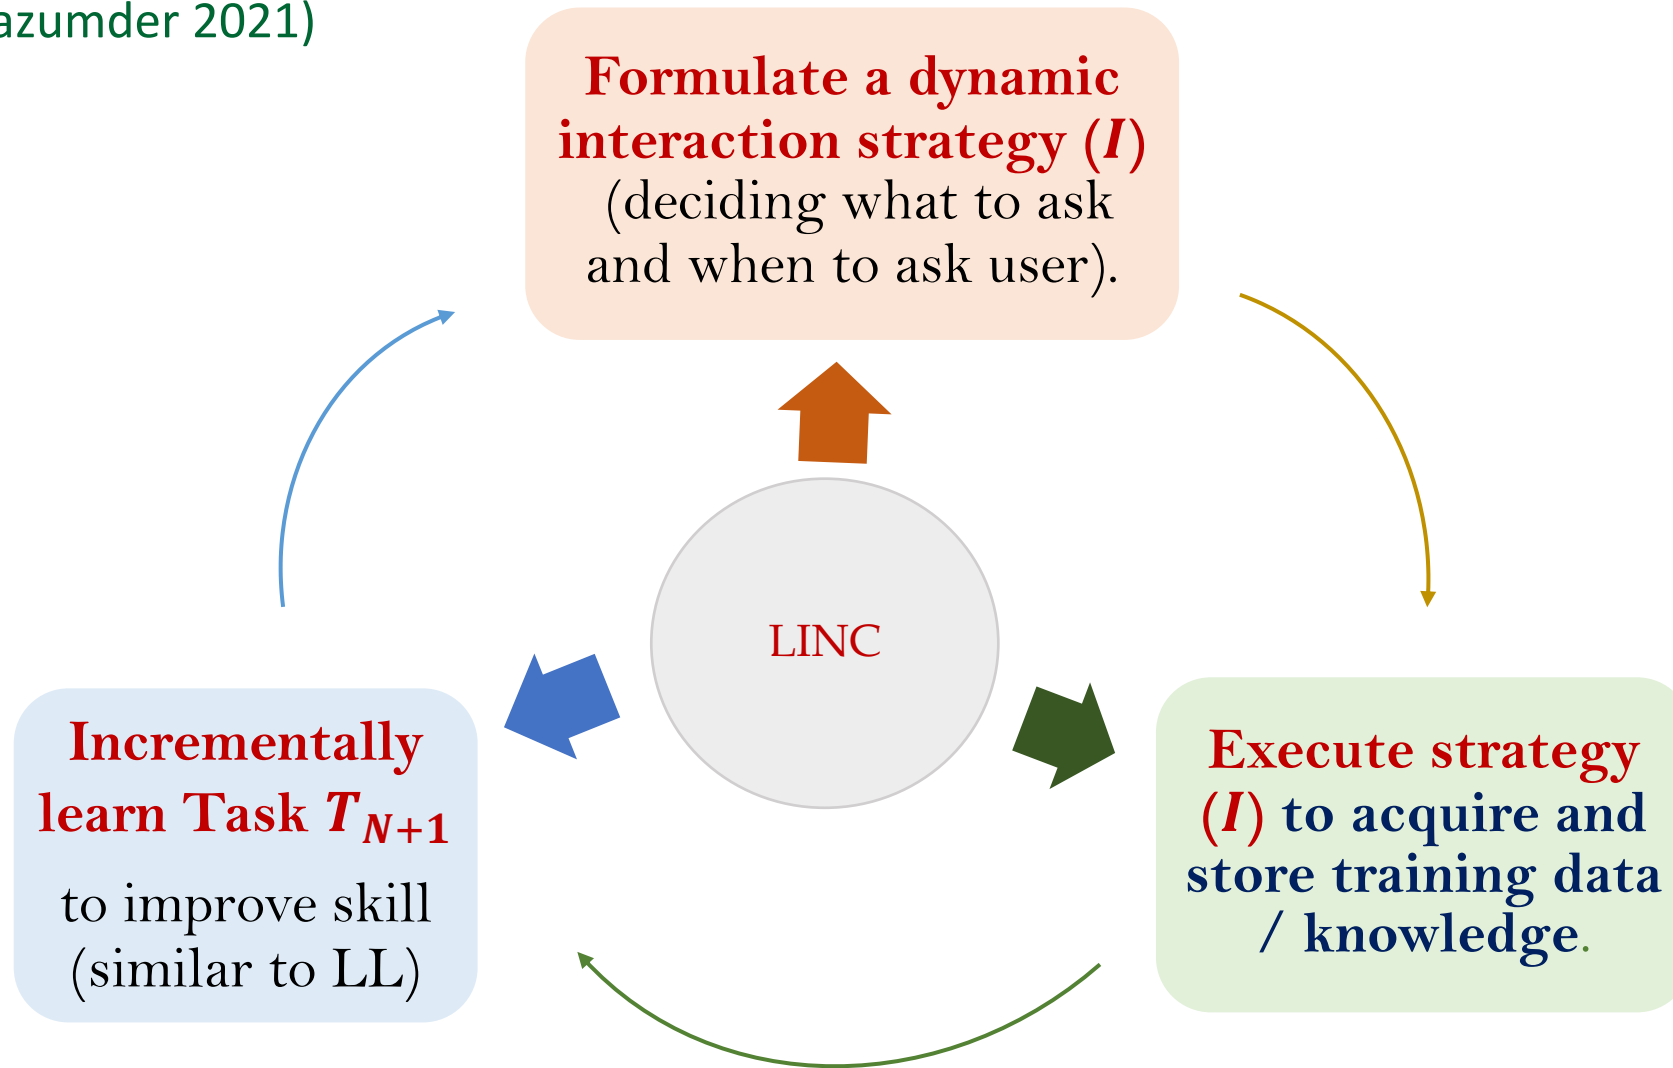 azumder 2021)
Formulate a dynamic
interaction strategy (I)
(deciding what to ask
and when to ask user).
LINC
Incrementally
learn Task T_{N+1}
to improve skill
(similar to LL)
Execute strategy
(I) to acquire and
store training data
/ knowledge.